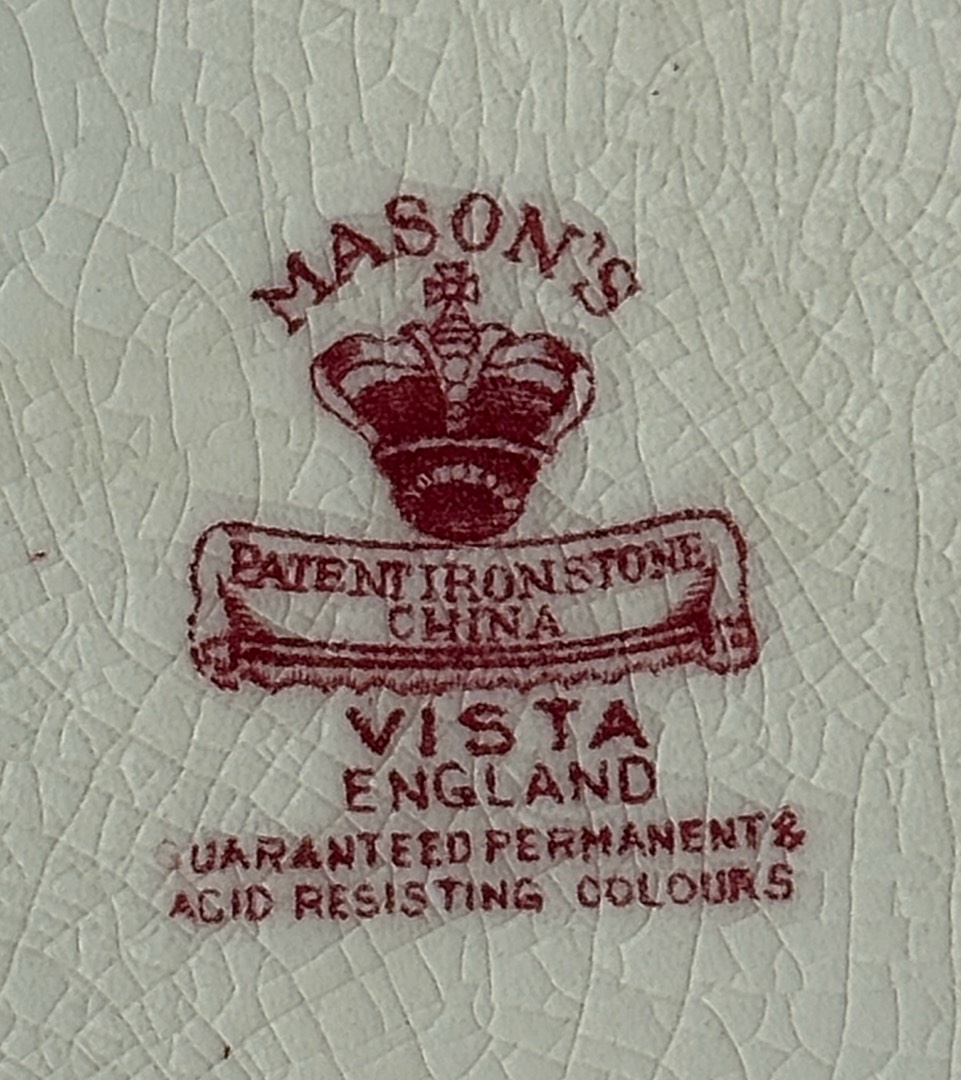 MASON'S
PATENT IRONSTONE
CHINA
VISTA
ENGLAND
GUARANTEED PERMANENT &
ACID RESISTING COLOURS